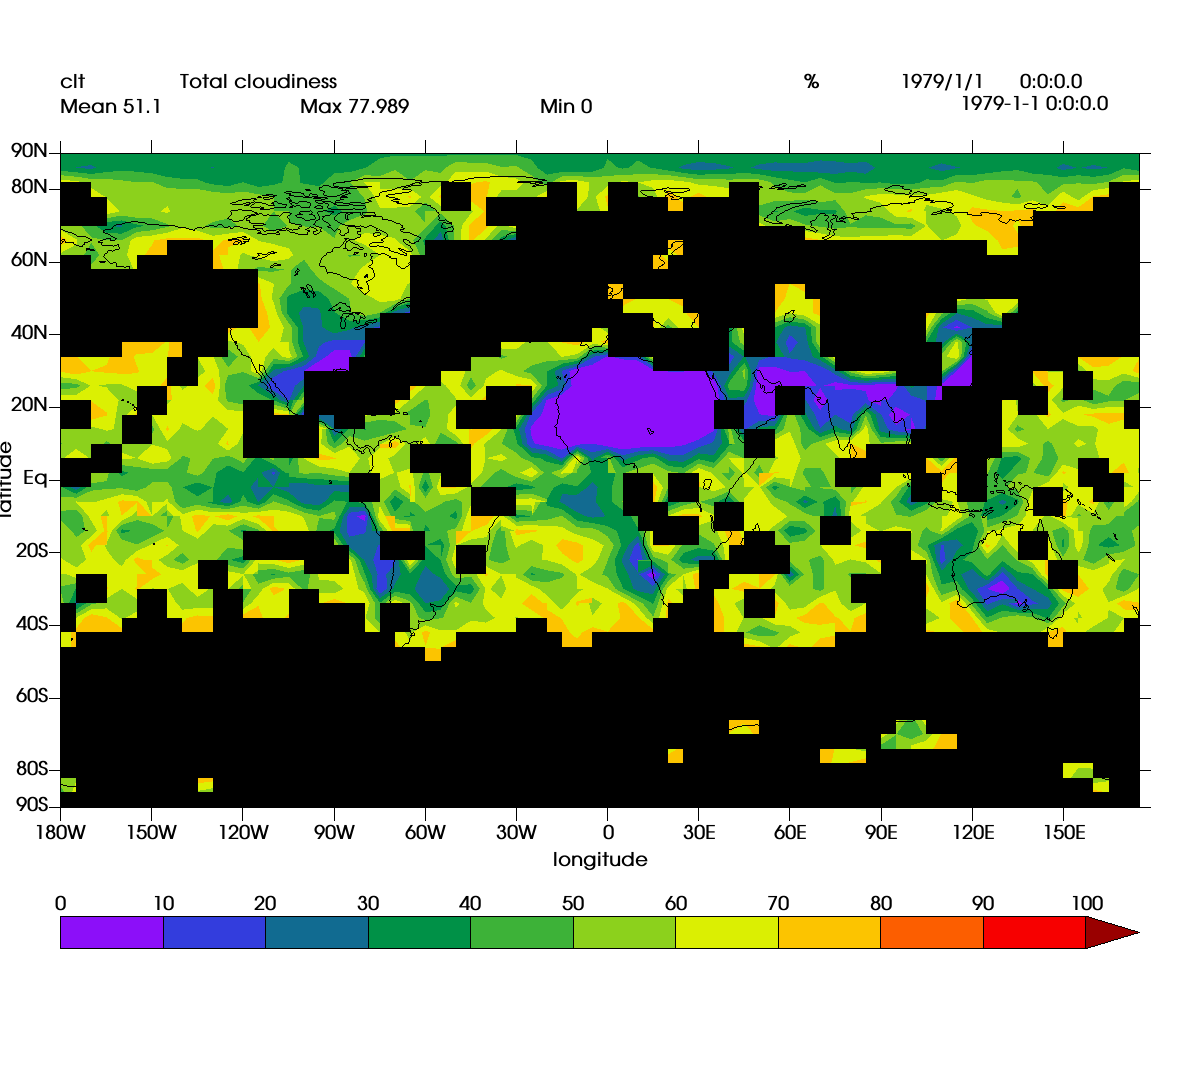 clt Total cloudiness % 1979/1/1 0:0:0.0
Mean 51.1 Max 77.989 Min 0 1979-1-1 0:0:0.0
90N
80N
60N
40N
20N
Eq
20S
40S
60S
80S
90S
latitude
180W 150W 120W 90W 60W 30W 0 30E 60E 90E 120E 150E
longitude
0 10 20 30 40 50 60 70 80 90 100